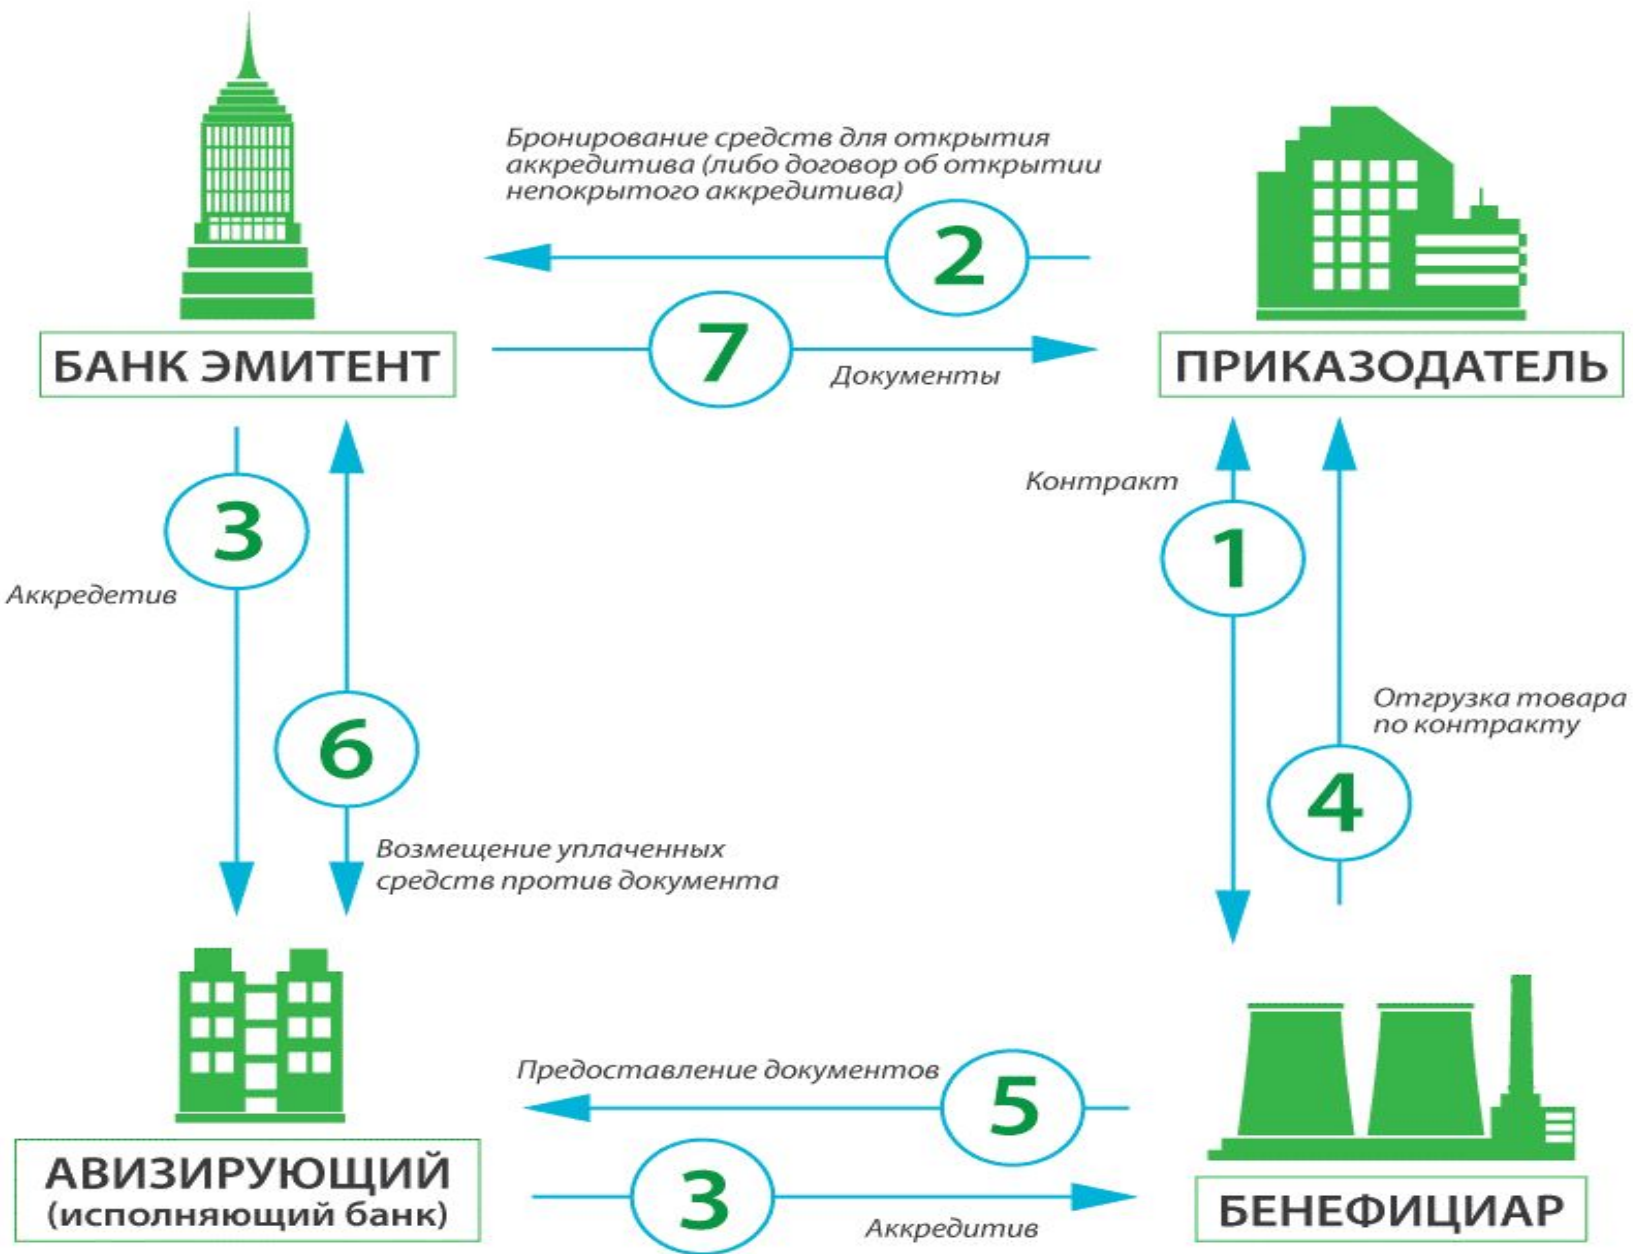 Бронирование средств для открытия
аккредитива (либо договор об открытии
непокрытого аккредитива)
2
7
Документы
БАНК ЭМИТЕНТ
ПРИКАЗОДАТЕЛЬ
3
Аккредетив
Контракт
1
6
Возмещение уплаченных
средств против документа
Отгрузка товара
по контракту
4
Предоставление документов
5
3
Аккредитив
АВИЗИРУЮЩИЙ
(исполняющий банк)
БЕНЕФИЦИАР